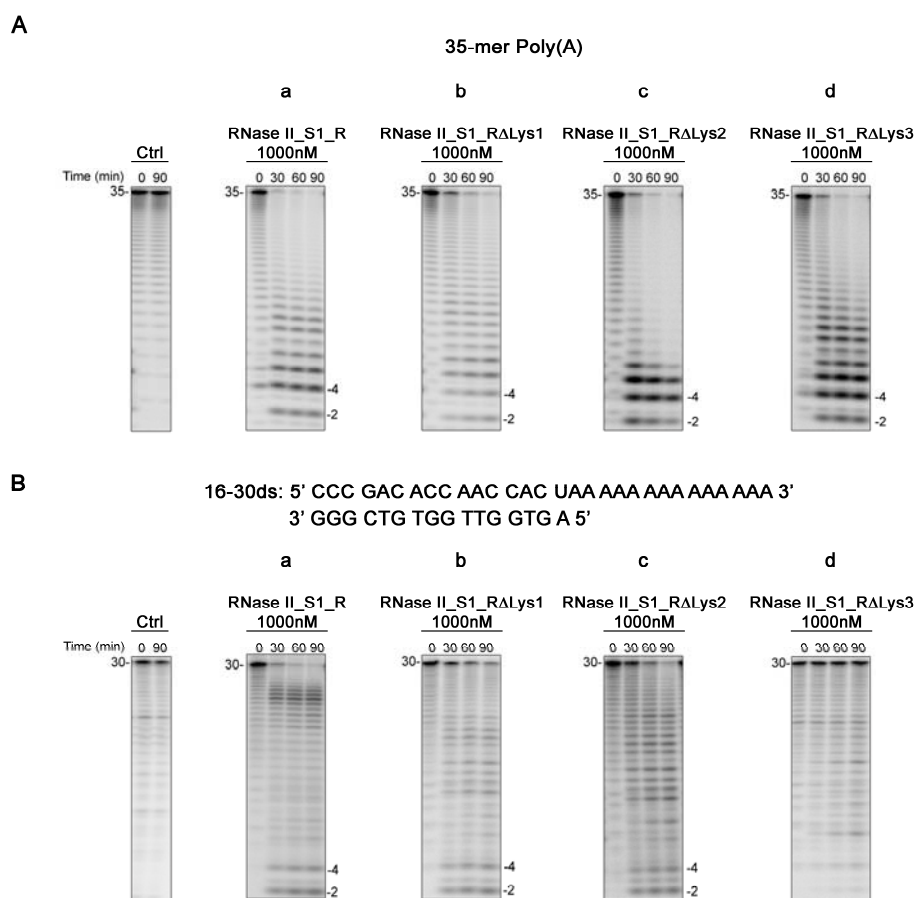 A
35-mer Poly(A)
a b c d
Ctrl RNase II_S1_R RNase II_S1_RΔLys1 RNase II_S1_RΔLys2 RNase II_S1_RΔLys3
1000nM 1000nM 1000nM 1000nM
Time (min) 0 90 0 30 60 90 0 30 60 90 0 30 60 90 0 30 60 90
35- 35- 35- 35- 35-
-4 -4 -4 -4
-2 -2 -2 -2
B
16-30ds: 5' CCC GAC ACC AAC CAC UAA AAA AAA AAA AAA 3'
3' GGG CTG TGG TTG GTG A 5'
a b c d
Ctrl RNase II_S1_R RNase II_S1_RΔLys1 RNase II_S1_RΔLys2 RNase II_S1_RΔLys3
1000nM 1000nM 1000nM 1000nM
Time (min) 0 90 0 30 60 90 0 30 60 90 0 30 60 90 0 30 60 90
30- 30- 30- 30- 30-
-4 -4 -4
-2 -2 -2